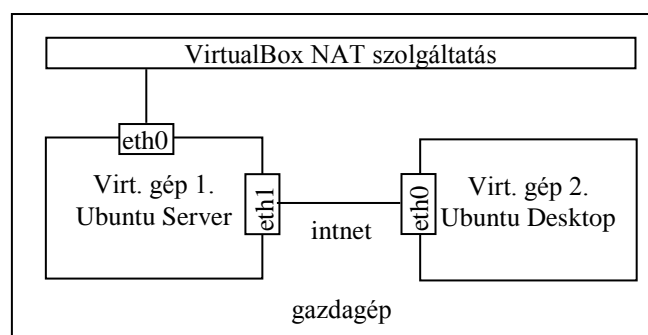 VirtualBox NAT szolgáltatás
eth0
Virt. gép 1.
Ubuntu Server
eth1
intnet
eth0
Virt. gép 2.
Ubuntu Desktop
gazdagép